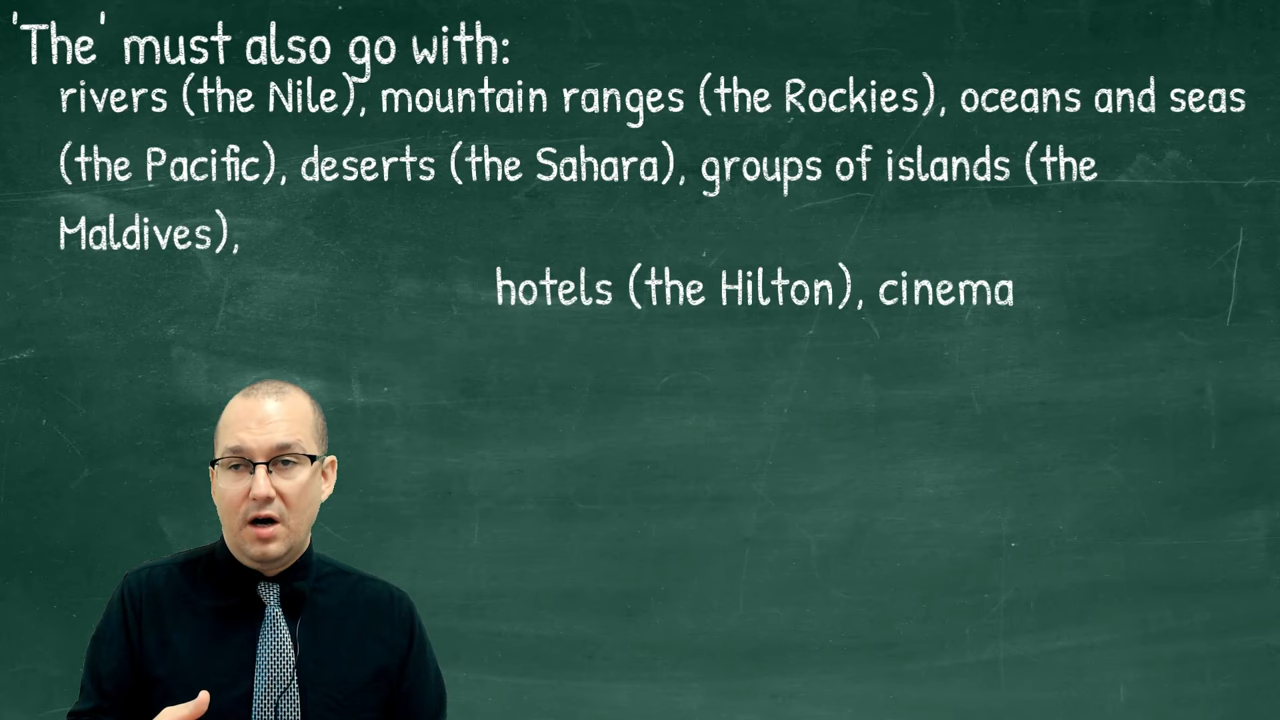 'The' must also go with:
rivers (the Nile), mountain ranges (the Rockies), oceans and seas
(the Pacific), deserts (the Sahara), groups of islands (the
Maldives),
hotels (the Hilton), cinema